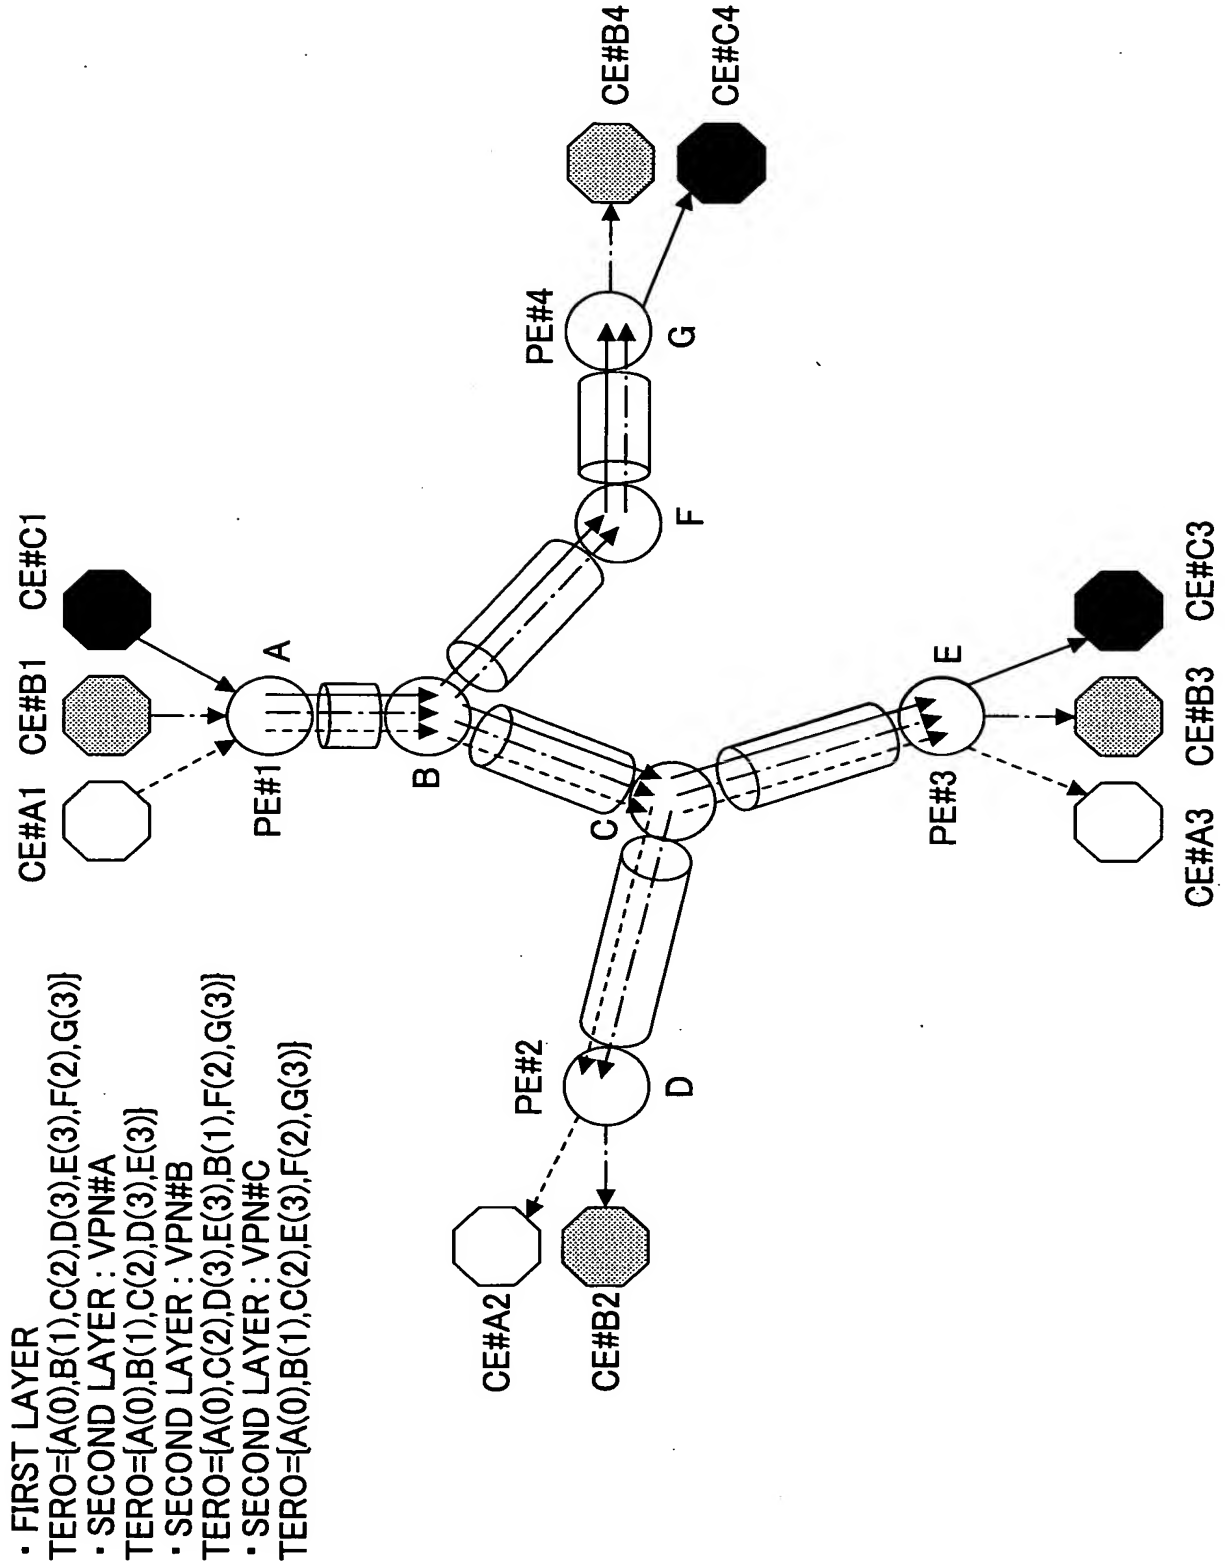 ・FIRST LAYER
TERO={A(0),B(1),C(2),D(3),E(3),F(2),G(3)}
・SECOND LAYER : VPN#A
TERO={A(0),B(1),C(2),D(3),E(3)}
・SECOND LAYER : VPN#B
TERO={A(0),C(2),D(3),E(3),B(1),F(2),G(3)}
・SECOND LAYER : VPN#C
TERO={A(0),B(1),C(2),E(3),F(2),G(3)}
CE#A1
CE#B1
CE#C1
PE#1
A
B
C
F
PE#4
G
CE#B4
CE#C4
PE#2
D
CE#A2
CE#B2
PE#3
E
CE#A3
CE#B3
CE#C3